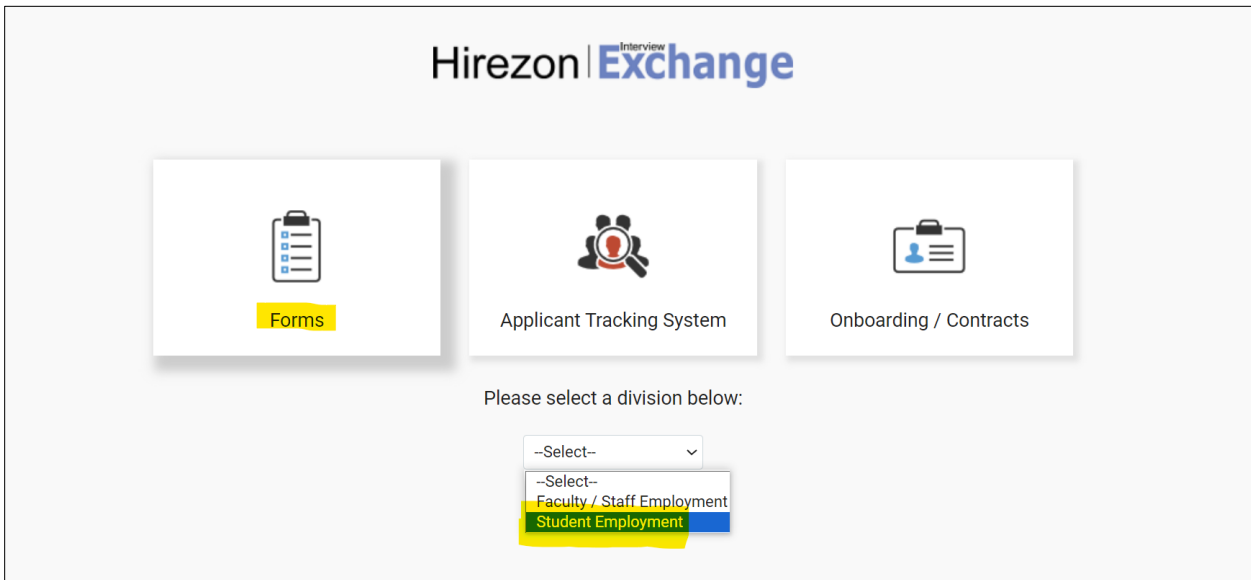 Hirezon
Interview
Exchange
Forms
Applicant Tracking System
Onboarding / Contracts
Please select a division below:
--Select--
--Select--
Faculty / Staff Employment
Student Employment